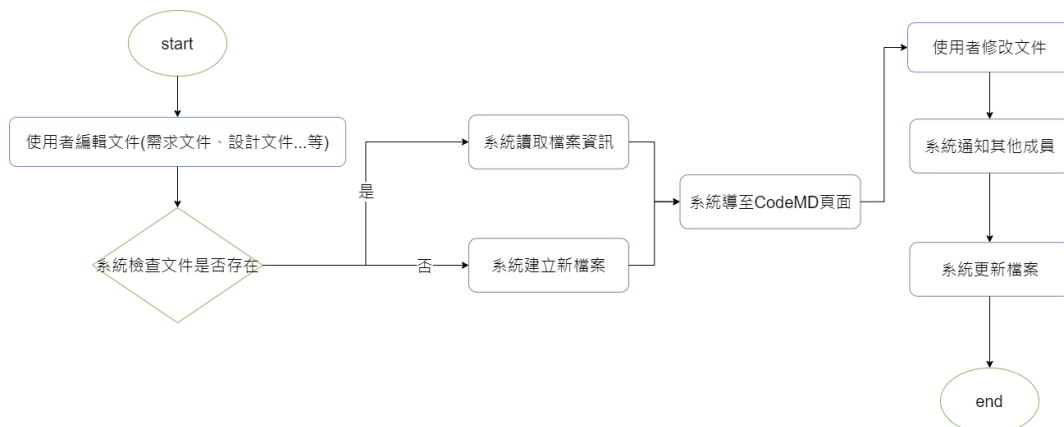 start
使用者編輯文件(需求文件、設計文件...等)
系統檢查文件是否存在
是
否
系統讀取檔案資訊
系統建立新檔案
系統導至CodeMD頁面
使用者修改文件
系統通知其他成員
系統更新檔案
end